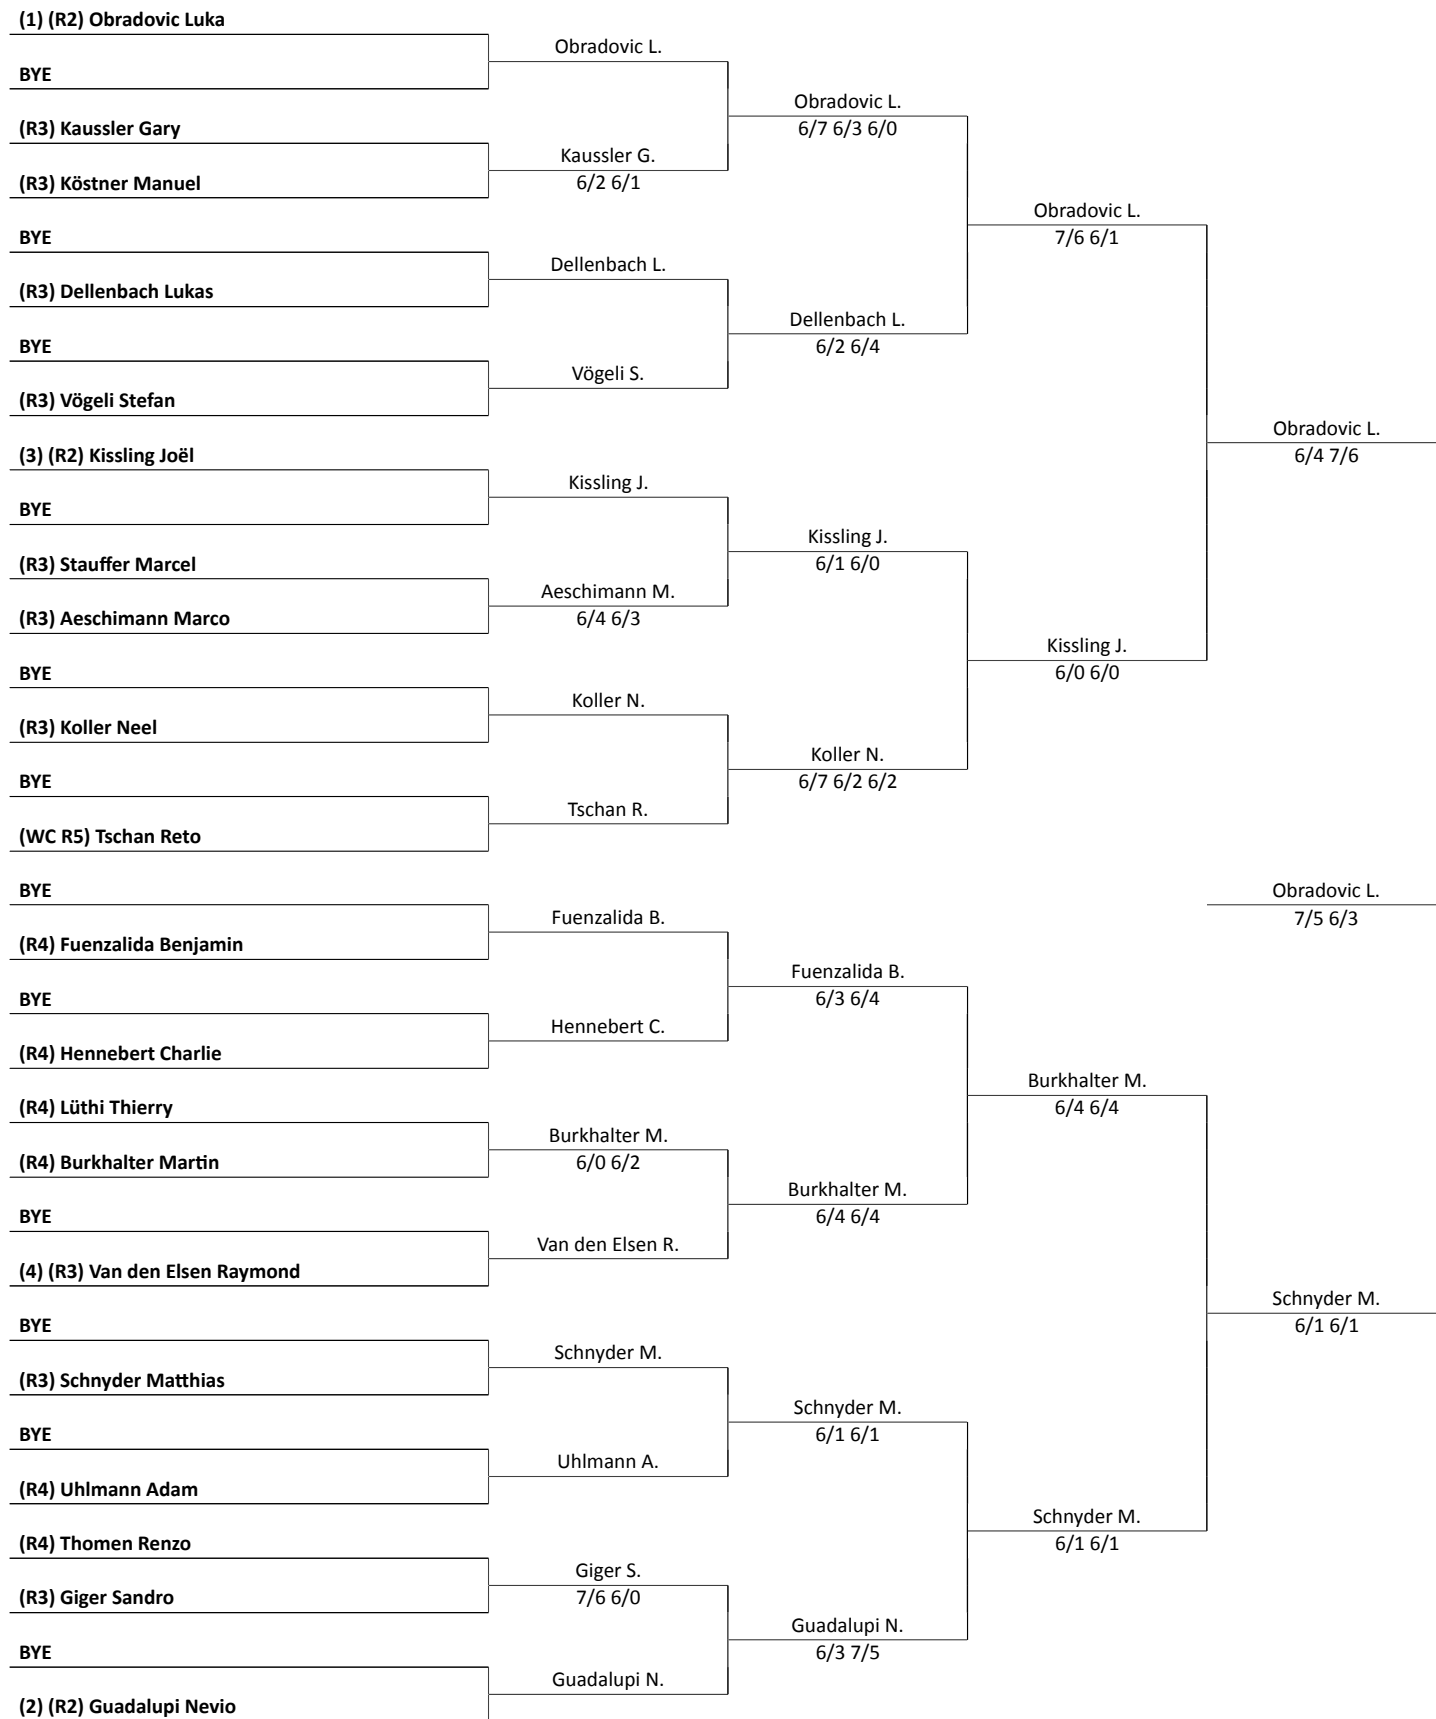 (1) (R2) Obradovic Luka
Obradovic L.
BYE
Obradovic L.
6/7 6/3 6/0
(R3) Kaussler Gary
Kaussler G.
6/2 6/1
(R3) Köstner Manuel
Obradovic L.
7/6 6/1
BYE
Dellenbach L.
(R3) Dellenbach Lukas
Dellenbach L.
6/2 6/4
BYE
Vögeli S.
(R3) Vögeli Stefan
Obradovic L.
6/4 7/6
(3) (R2) Kissling Joël
Kissling J.
BYE
Kissling J.
6/1 6/0
(R3) Stauffer Marcel
Aeschimann M.
6/4 6/3
(R3) Aeschimann Marco
Kissling J.
6/0 6/0
BYE
Koller N.
(R3) Koller Neel
Koller N.
6/7 6/2 6/2
BYE
Tschan R.
(WC R5) Tschan Reto
BYE
Obradovic L.
7/5 6/3
Fuenzalida B.
(R4) Fuenzalida Benjamin
Fuenzalida B.
6/3 6/4
BYE
Hennebert C.
(R4) Hennebert Charlie
Burkhalter M.
6/4 6/4
(R4) Lüthi Thierry
Burkhalter M.
6/0 6/2
(R4) Burkhalter Martin
Burkhalter M.
6/4 6/4
BYE
Van den Elsen R.
(4) (R3) Van den Elsen Raymond
Schnyder M.
6/1 6/1
BYE
Schnyder M.
(R3) Schnyder Matthias
Schnyder M.
6/1 6/1
BYE
Uhlmann A.
(R4) Uhlmann Adam
Schnyder M.
6/1 6/1
(R4) Thomen Renzo
Giger S.
7/6 6/0
(R3) Giger Sandro
Guadalupi N.
6/3 7/5
BYE
Guadalupi N.
(2) (R2) Guadalupi Nevio